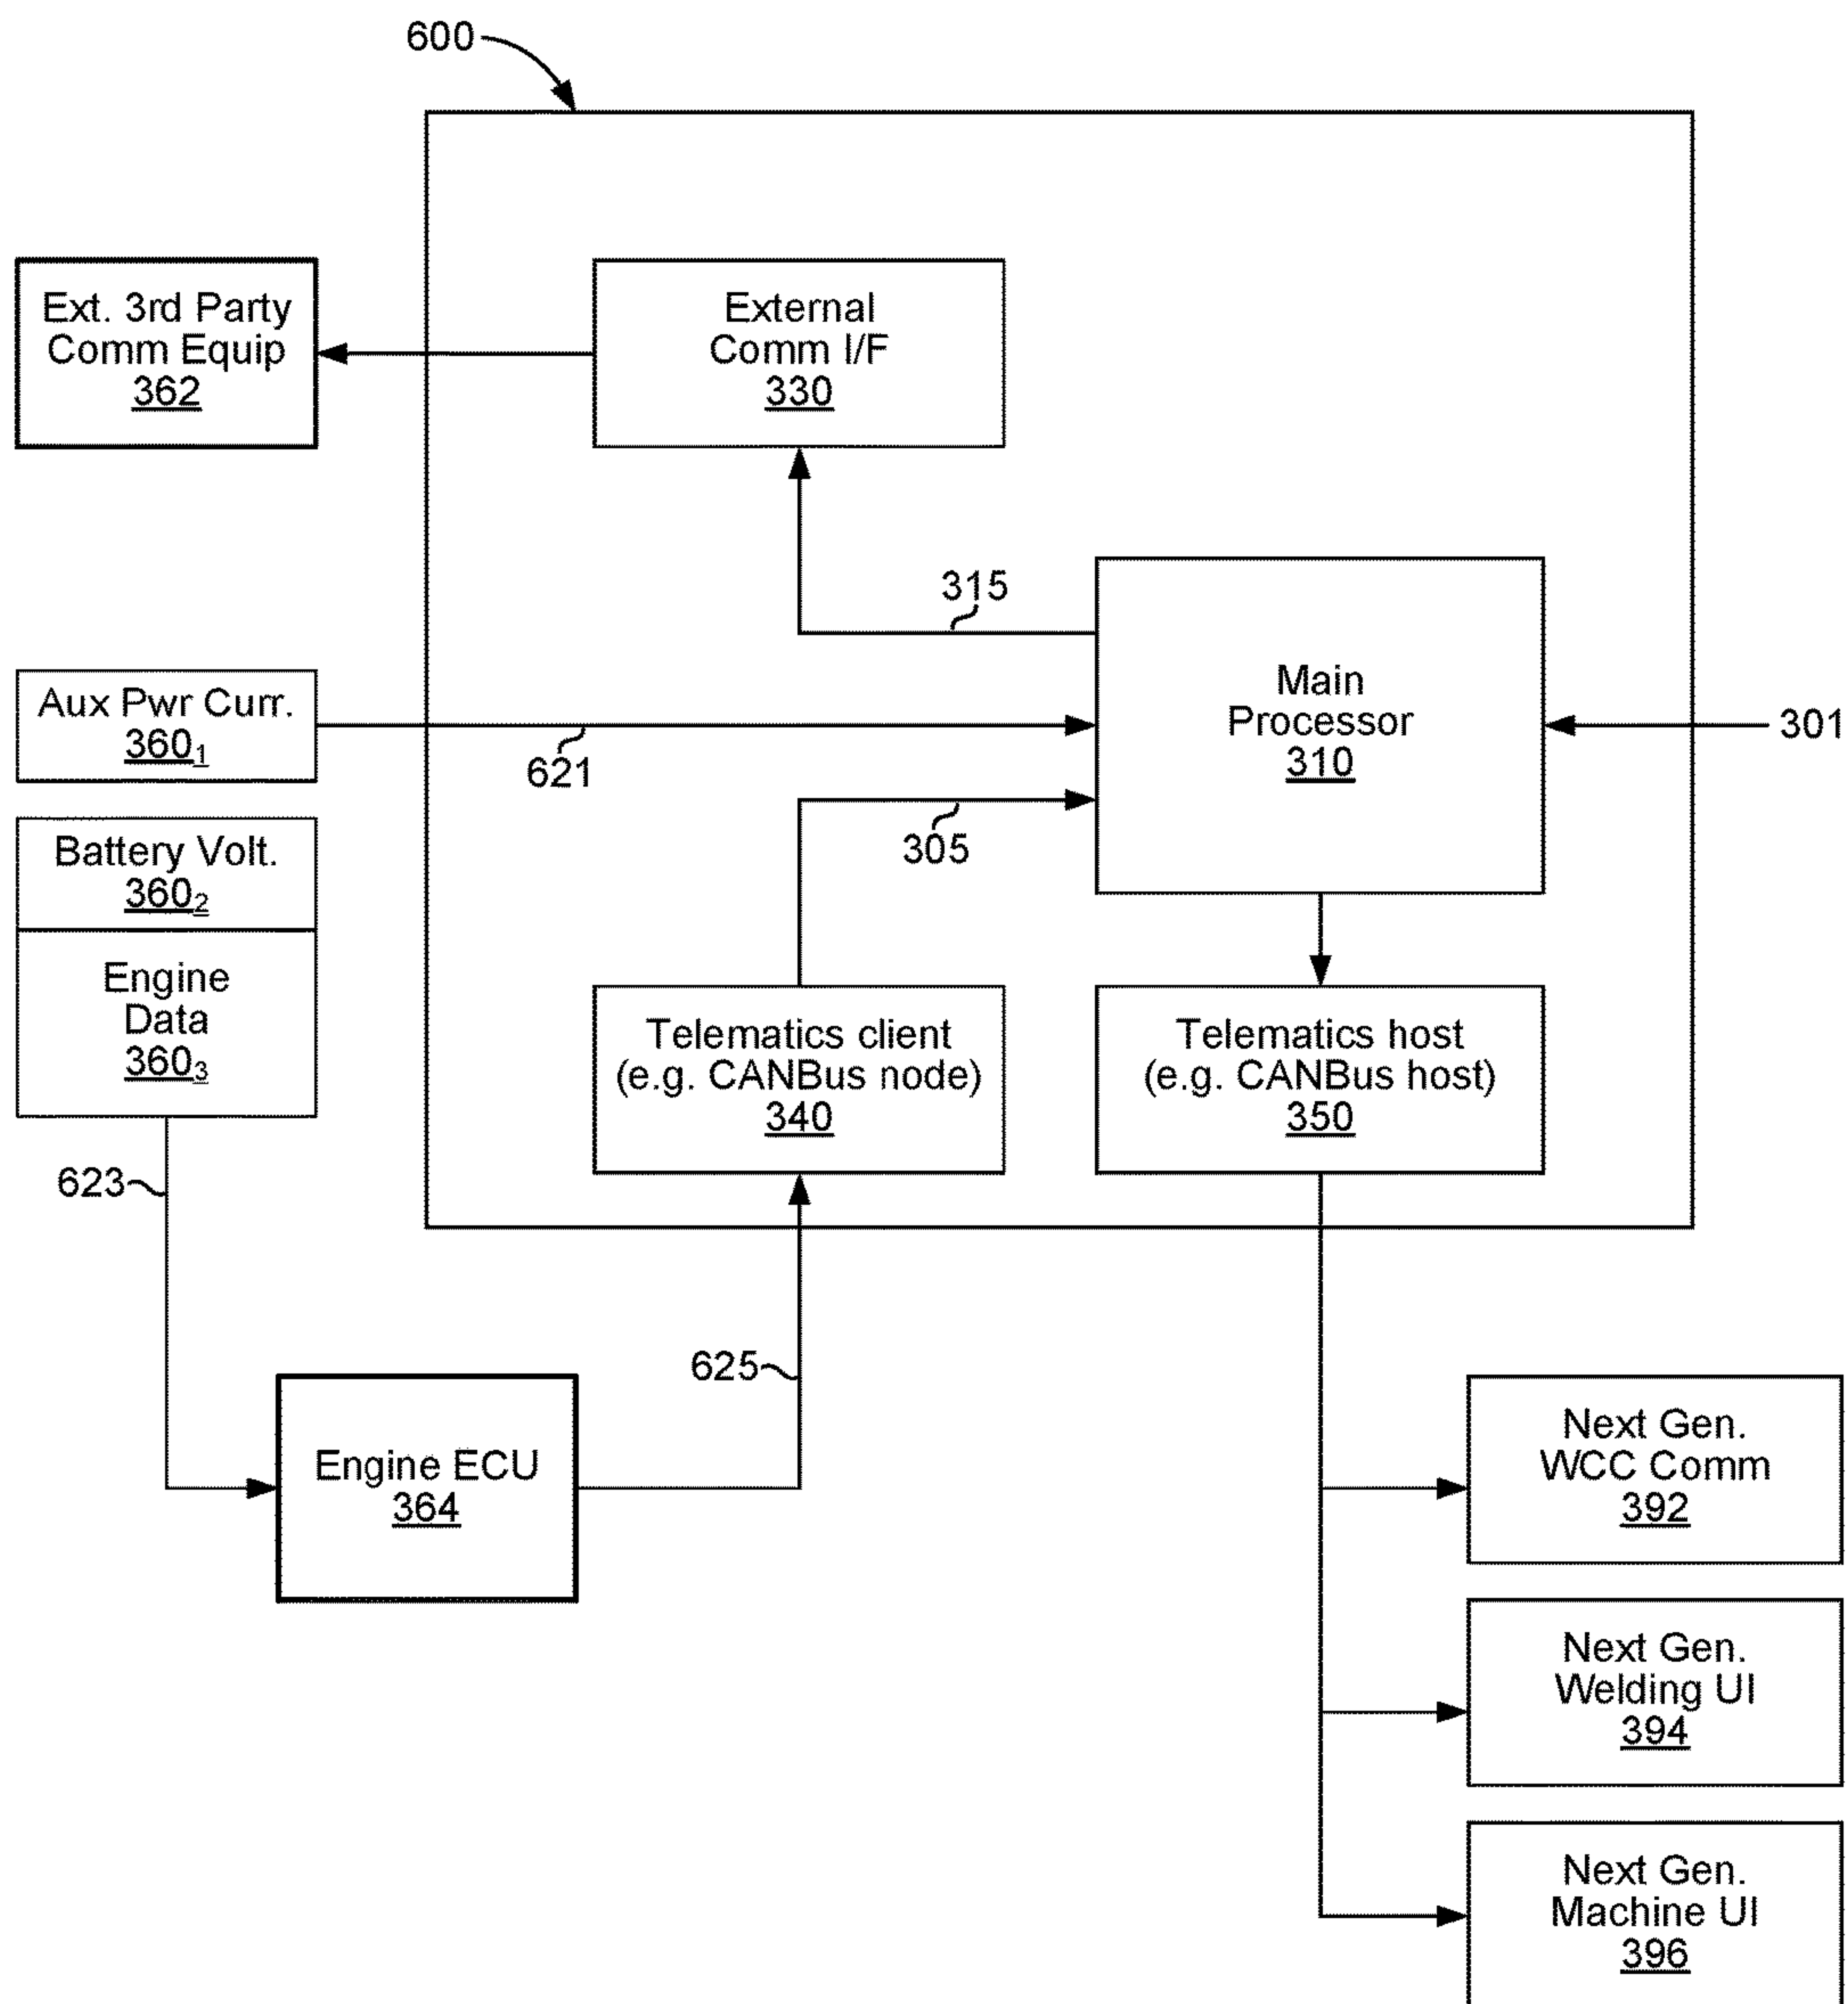 600
Ext. 3rd Party
Comm Equip
362
External
Comm I/F
330
315
Main
Processor
310
301
Aux Pwr Curr.
360₁
621
305
Battery Volt.
360₂
Engine
Data
360₃
Telematics client
(e.g. CANBus node)
340
Telematics host
(e.g. CANBus host)
350
623
625
Engine ECU
364
Next Gen.
WCC Comm
392
Next Gen.
Welding UI
394
Next Gen.
Machine UI
396